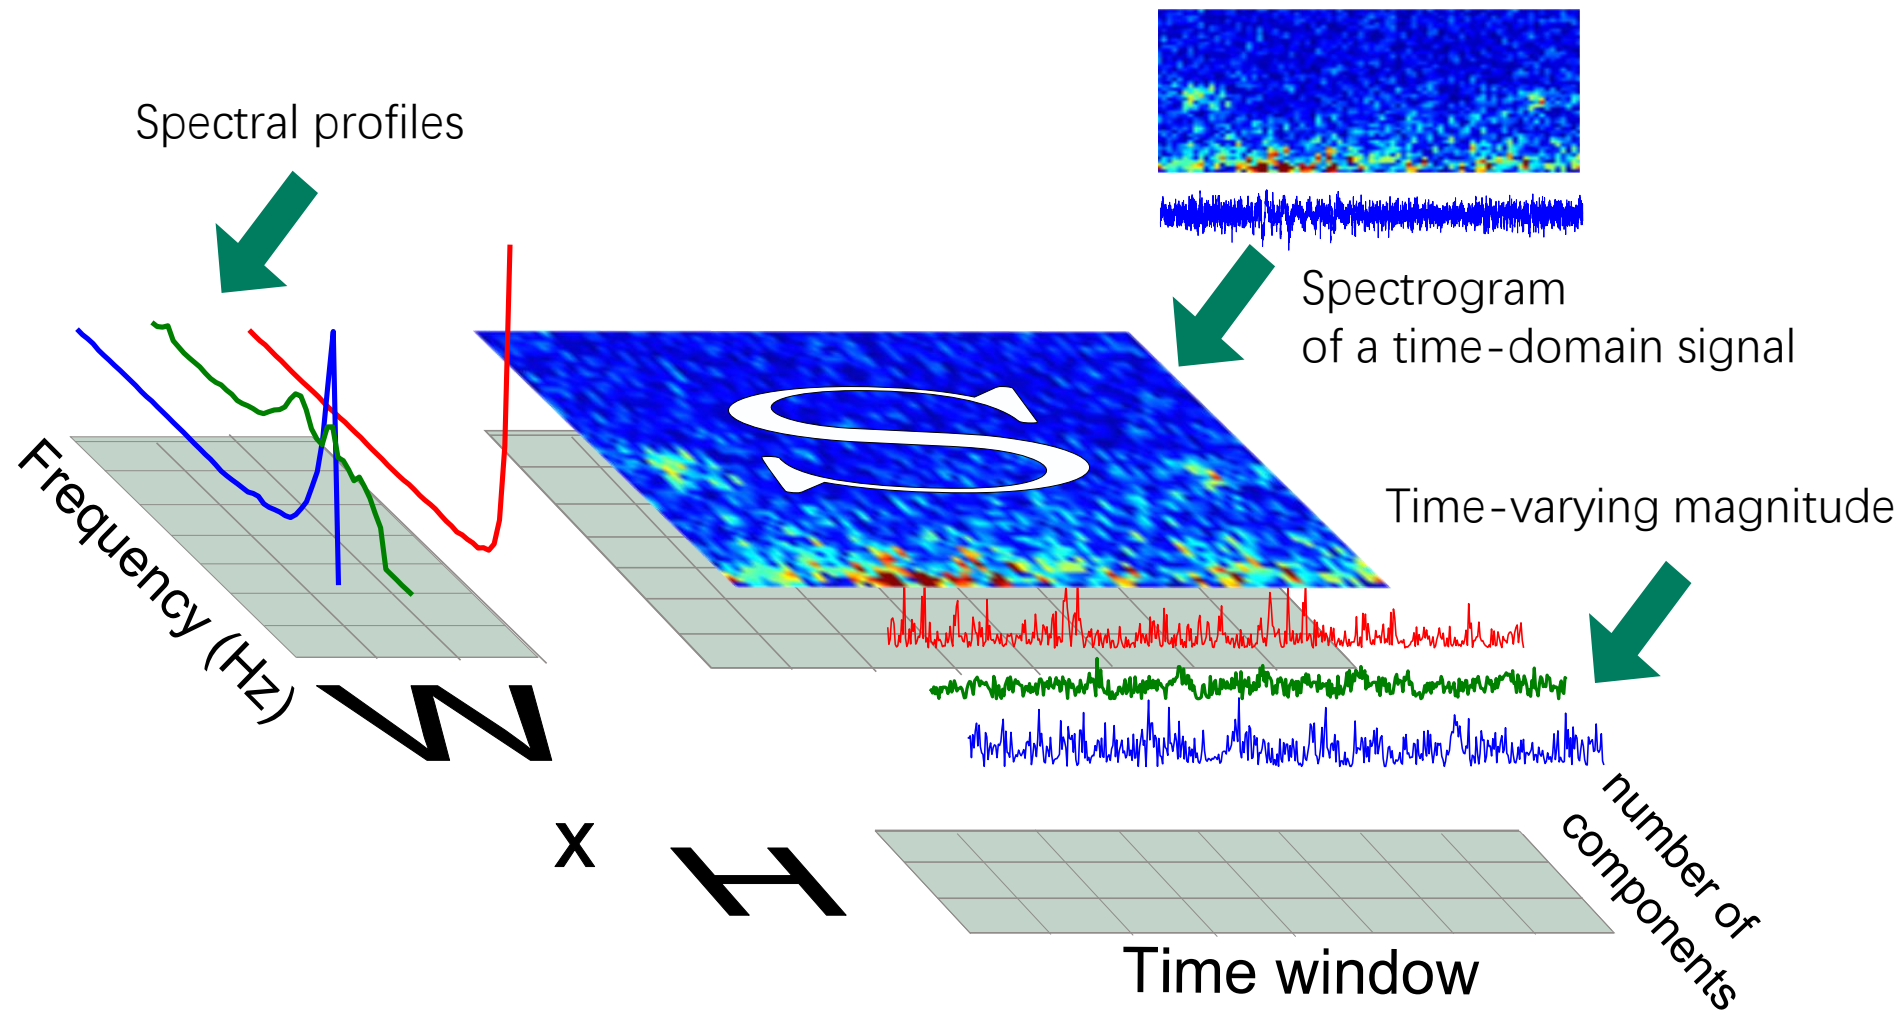 Spectral profiles
Spectrogram
of a time-domain signal
S
Time-varying magnitude
Frequency (Hz)
W
x
H
number of
components
Time window